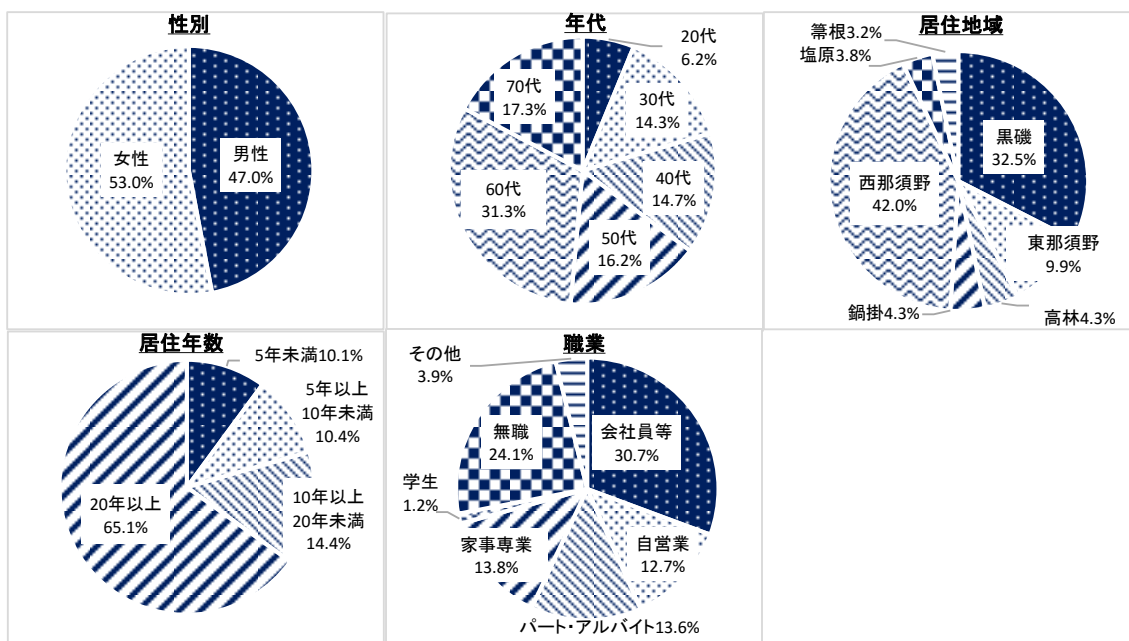 性別
女性
53.0%
男性
47.0%
年代
20代
6.2%
30代
14.3%
40代
14.7%
50代
16.2%
60代
31.3%
70代
17.3%
居住地域
箒根3.2%
塩原3.8%
黒磯
32.5%
西那須野
42.0%
東那須野
9.9%
鍋掛4.3%
高林4.3%
居住年数
5年未満10.1%
5年以上
10年未満
10.4%
10年以上
20年未満
14.4%
20年以上
65.1%
職業
その他
3.9%
会社員等
30.7%
無職
24.1%
学生
1.2%
家事専業
13.8%
自営業
12.7%
パート・アルバイト13.6%